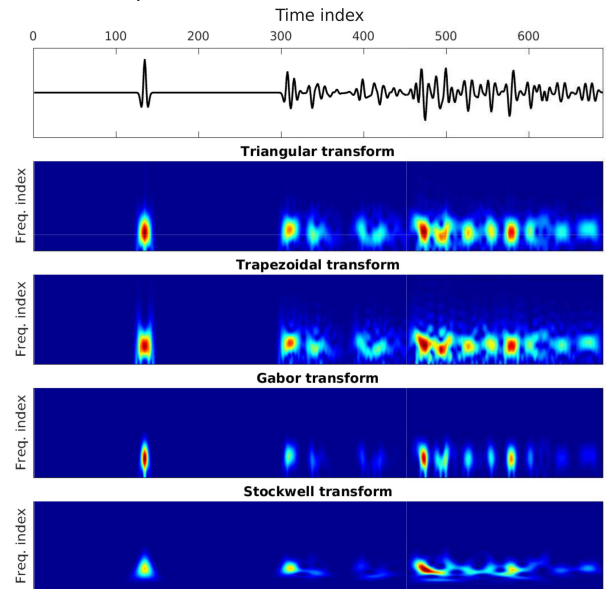 Time index
0 100 200 300 400 500 600
Triangular transform
Freq. index
Trapezoidal transform
Freq. index
Gabor transform
Freq. index
Stockwell transform
Freq. index